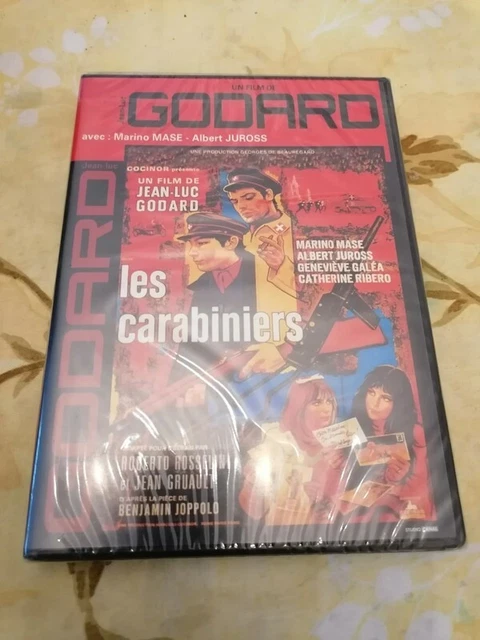 UN FILM DE
GODARD
avec : Marino MASE - Albert JUROSS
UNE PRODUCTION GEORGES DE BEAUREGARD
Jean-luc
GODARD
COCINOR présente
UN FILM DE
JEAN-LUC
GODARD
MARINO MASE
ALBERT JUROSS
GENEVIÈVE GALÉA
CATHERINE RIBERO
les
carabiniers
ROBERTO ROSSELLINI
et JEAN GRUAULT
D'APRÈS LA PIÈCE DE
BENJAMIN JOPPOLO